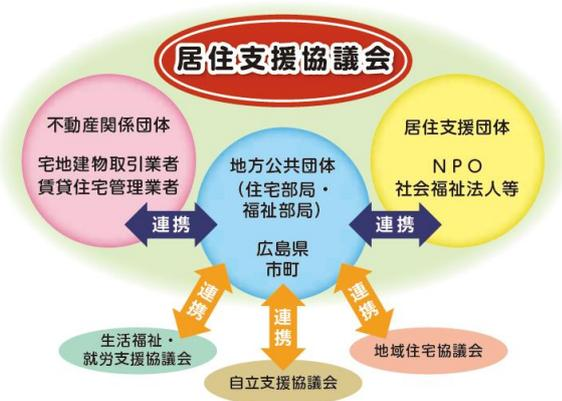 居住支援協議会
不動産関係団体
宅地建物取引業者
賃貸住宅管理業者
地方公共団体
（住宅部局・
福祉部局）
広島県
市町
居住支援団体
ＮＰＯ
社会福祉法人等
連携
連携
連携
連携
連携
生活福祉・
就労支援協議会
自立支援協議会
地域住宅協議会